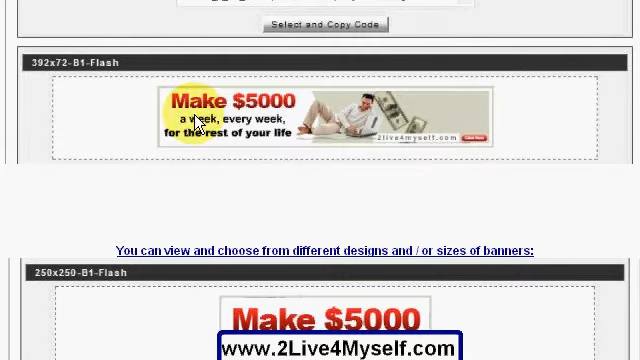 Select and Copy Code
392x72-B1-Flash
Make $5000
a week, every week,
for the rest of your life
2live4myself.com
You can view and choose from different designs and / or sizes of banners:
250x250-B1-Flash
Make $5000
www.2Live4Myself.com